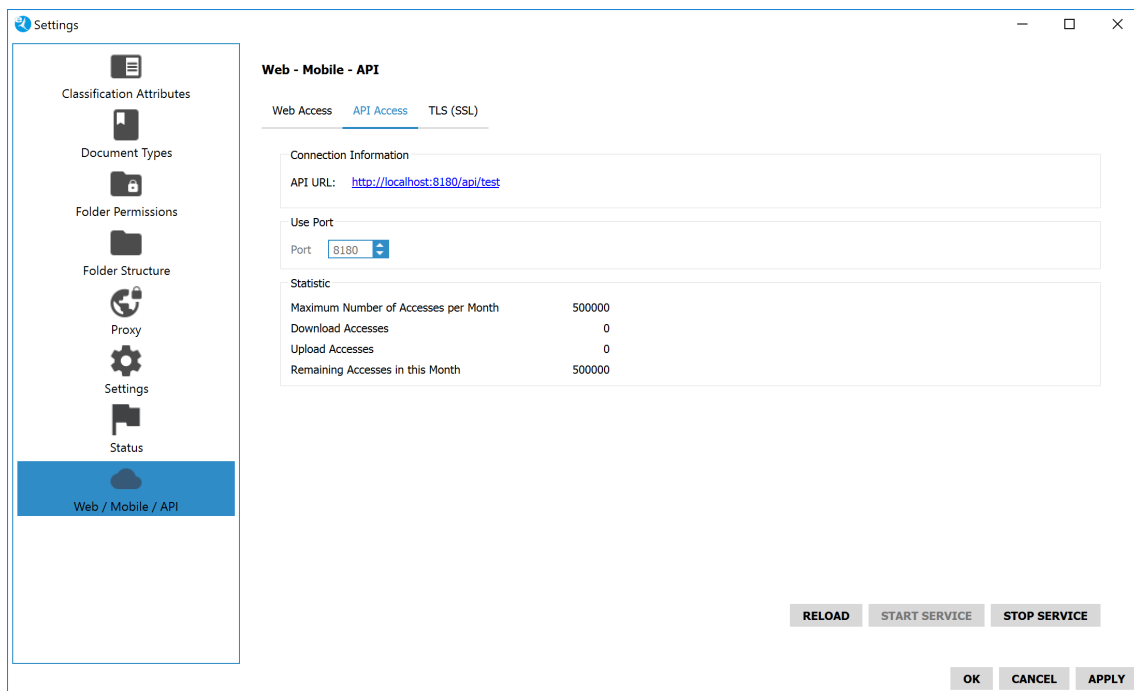 Settings
Classification Attributes
Document Types
Folder Permissions
Folder Structure
Proxy
Settings
Status
Web / Mobile / API
Web - Mobile - API
Web Access API Access TLS (SSL)
Connection Information
API URL: http://localhost:8180/api/test
Use Port
Port 8180
Statistic
Maximum Number of Accesses per Month 500000
Download Accesses 0
Upload Accesses 0
Remaining Accesses in this Month 500000
RELOAD START SERVICE STOP SERVICE
OK CANCEL APPLY